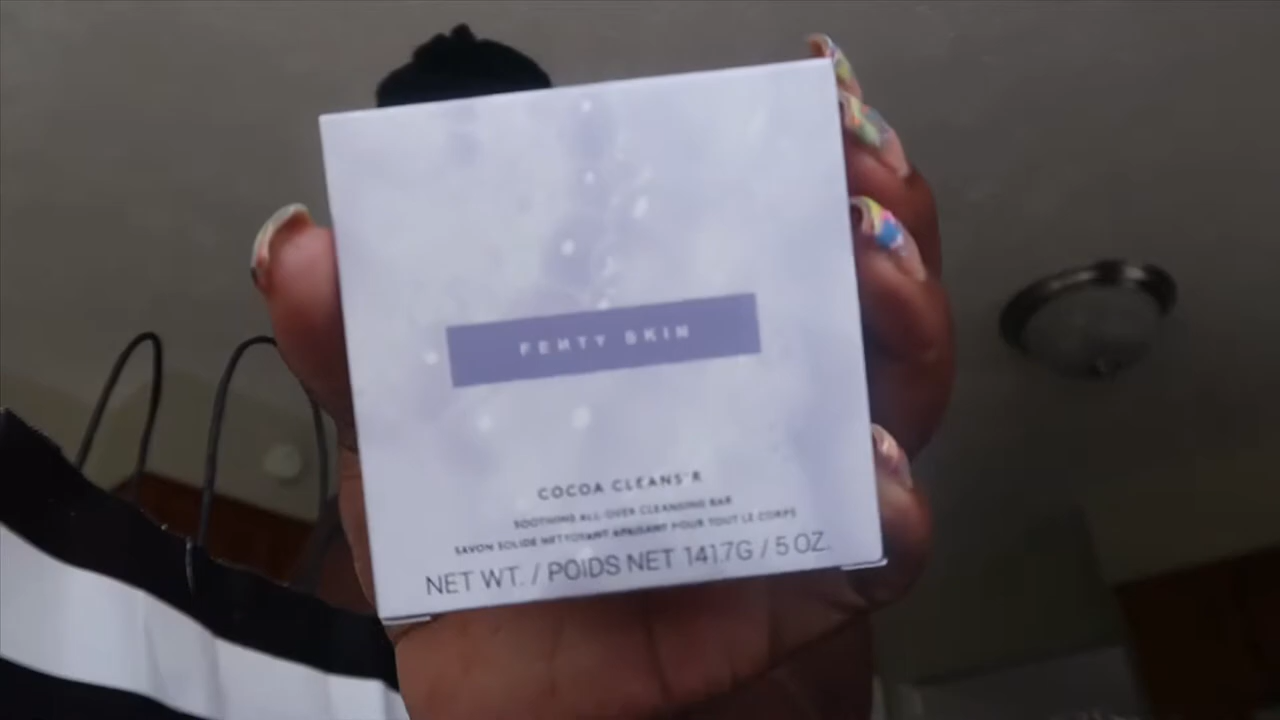 FENTY SKIN
COCOA CLEANS'R
SOOTHING ALL-OVER CLEANSING BAR
SAVON SOLIDE NETTOYANT APAISANT POUR TOUT LE CORPS
NET WT. / POIDS NET 141.7G / 5 OZ.